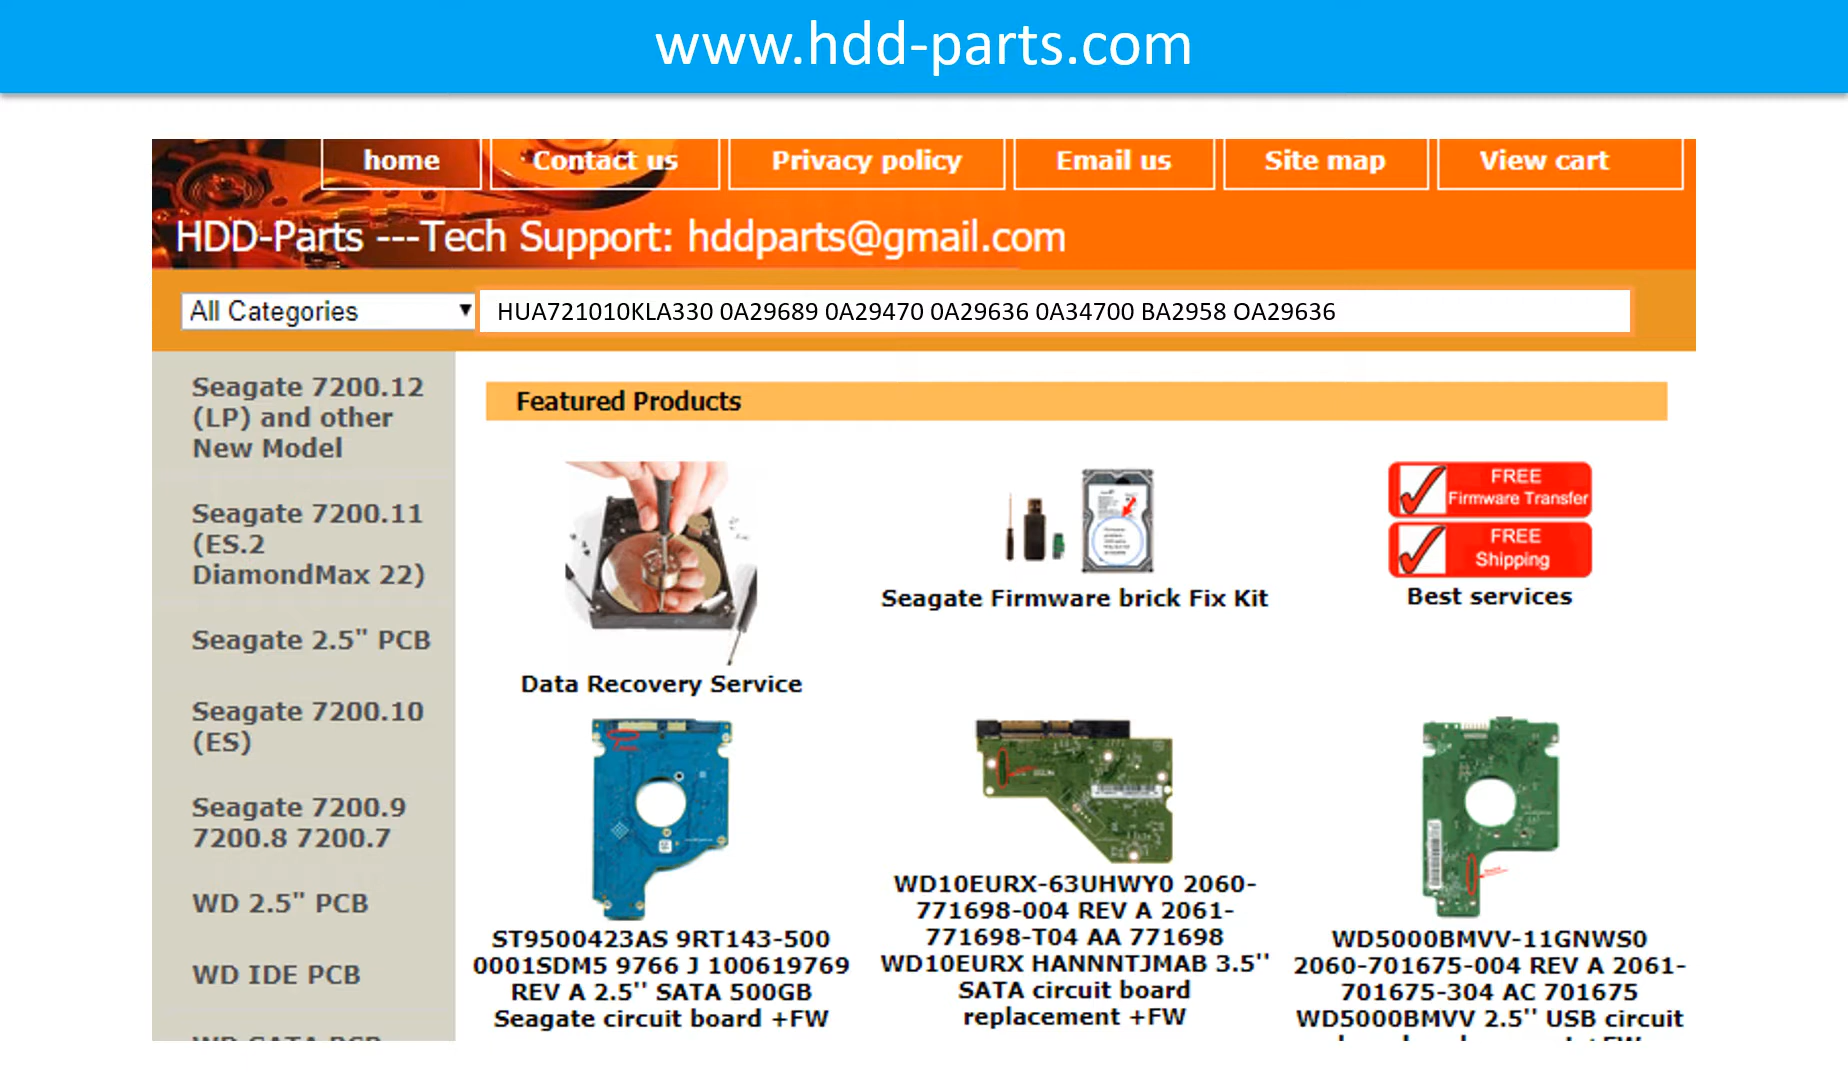 www.hdd-parts.com
home Contact us Privacy policy Email us Site map View cart
HDD-Parts ---Tech Support: hddparts@gmail.com
All Categories HUA721010KLA330 0A29689 0A29470 0A29636 0A34700 BA2958 OA29636
Seagate 7200.12
(LP) and other
New Model
Seagate 7200.11
(ES.2
DiamondMax 22)
Seagate 2.5" PCB
Seagate 7200.10
(ES)
Seagate 7200.9
7200.8 7200.7
WD 2.5" PCB
WD IDE PCB
WD SATA PCB
Featured Products
Data Recovery Service
Seagate Firmware brick Fix Kit
FREE
Firmware Transfer
FREE
Shipping
Best services
ST9500423AS 9RT143-500
0001SDM5 9766 J 100619769
REV A 2.5'' SATA 500GB
Seagate circuit board +FW
WD10EURX-63UHWY0 2060-
771698-004 REV A 2061-
771698-T04 AA 771698
WD10EURX HANNNTJMAB 3.5''
SATA circuit board
replacement +FW
WD5000BMVV-11GNWS0
2060-701675-004 REV A 2061-
701675-304 AC 701675
WD5000BMVV 2.5'' USB circuit